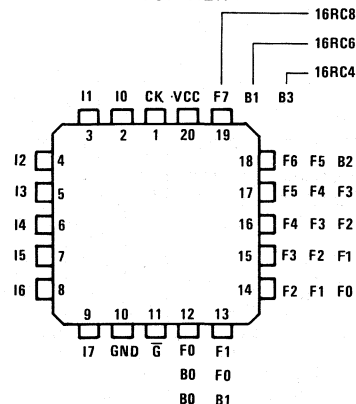 16RC8
16RC6
16RC4
I1 I0 CK VCC F7 B1 B3
3 2 1 20 19
I2 4 18 F6 F5 B2
I3 5 17 F5 F4 F3
I4 6 16 F4 F3 F2
I5 7 15 F3 F2 F1
I6 8 14 F2 F1 F0
9 10 11 12 13
I7 GND G̅ F0 F1
B0 F0
B0 B1